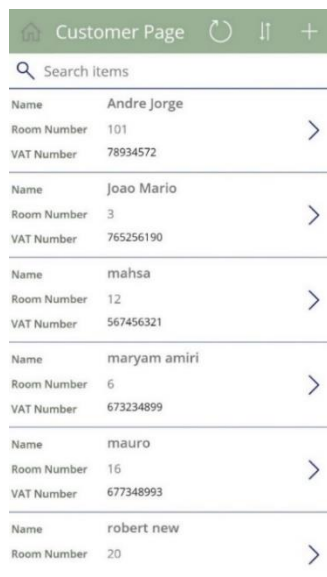 Customer Page
Search items
Name Andre Jorge
Room Number 101
VAT Number 78934572
Name Joao Mario
Room Number 3
VAT Number 765256190
Name mahsa
Room Number 12
VAT Number 567456321
Name maryam amiri
Room Number 6
VAT Number 673234899
Name mauro
Room Number 16
VAT Number 677348993
Name robert new
Room Number 20